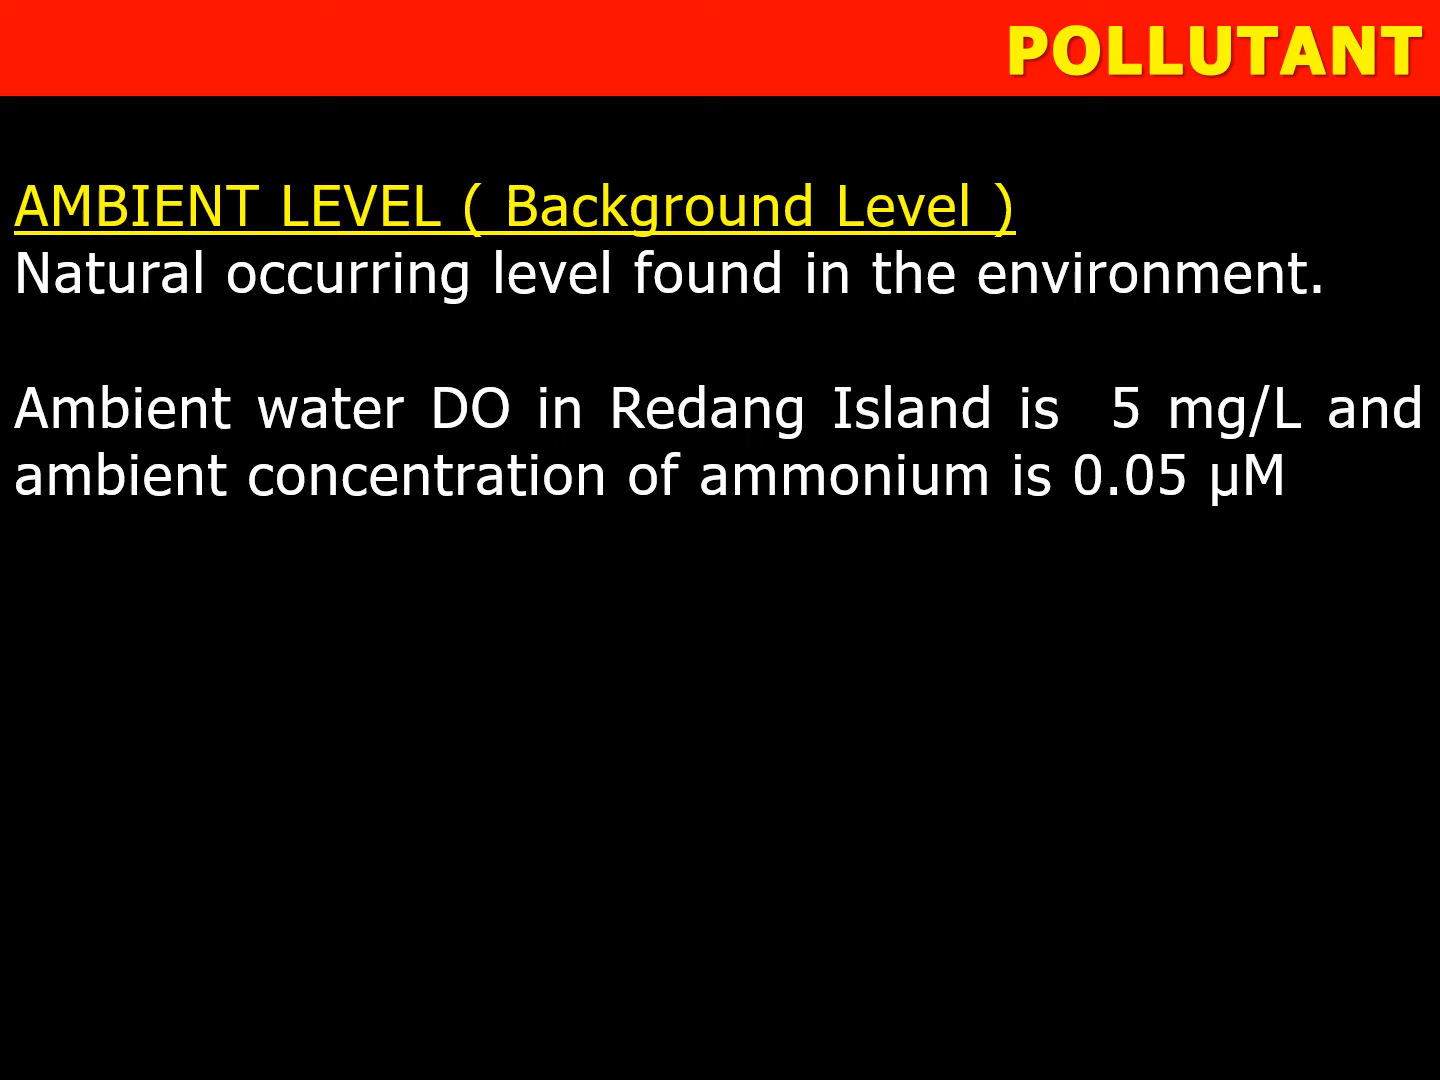 POLLUTANT
AMBIENT LEVEL ( Background Level )
Natural occurring level found in the environment.
Ambient water DO in Redang Island is 5 mg/L and
ambient concentration of ammonium is 0.05 µM